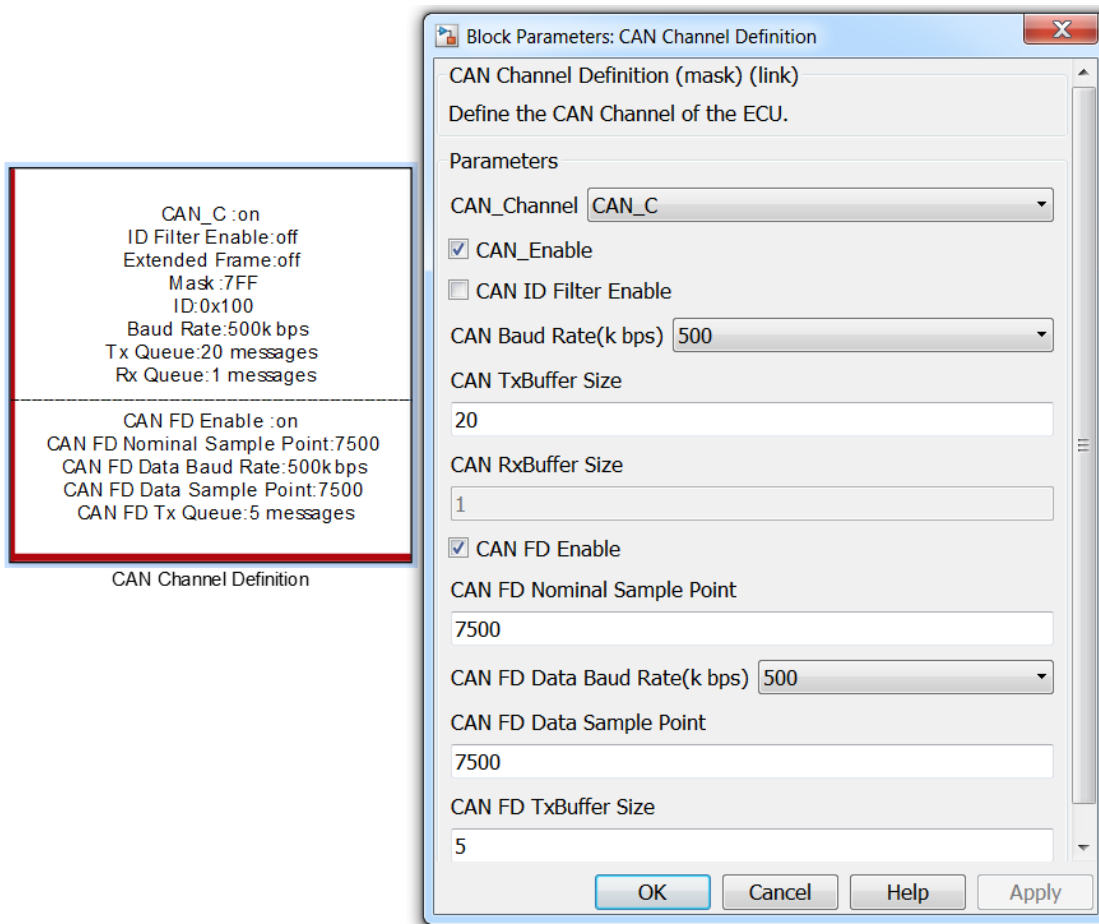 CAN_C :on
ID Filter Enable:off
Extended Frame:off
Mask :7FF
ID:0x100
Baud Rate:500k bps
Tx Queue:20 messages
Rx Queue:1 messages
CAN FD Enable :on
CAN FD Nominal Sample Point:7500
CAN FD Data Baud Rate:500k bps
CAN FD Data Sample Point:7500
CAN FD Tx Queue:5 messages
CAN Channel Definition
Block Parameters: CAN Channel Definition
CAN Channel Definition (mask) (link)
Define the CAN Channel of the ECU.
Parameters
CAN_Channel CAN_C
CAN_Enable
CAN ID Filter Enable
CAN Baud Rate(k bps) 500
CAN TxBuffer Size
20
CAN RxBuffer Size
1
CAN FD Enable
CAN FD Nominal Sample Point
7500
CAN FD Data Baud Rate(k bps) 500
CAN FD Data Sample Point
7500
CAN FD TxBuffer Size
5
OK Cancel Help Apply